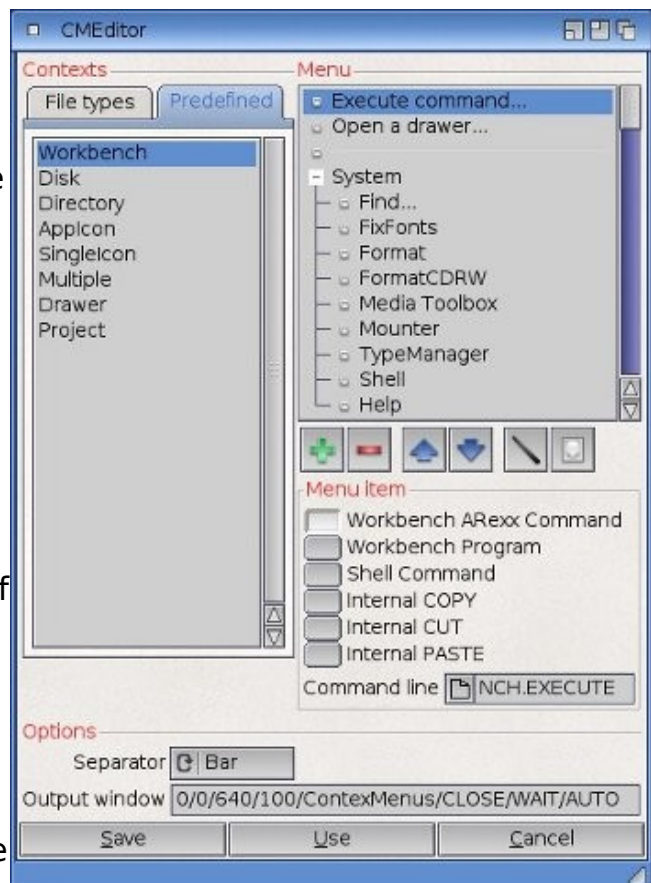 CMEditor
Contexts
File types
Predefined
Workbench
Disk
Directory
AppIcon
SingleIcon
Multiple
Drawer
Project
Menu
Execute command...
Open a drawer...
System
Find...
FixFonts
Format
FormatCDRW
Media Toolbox
Mounter
TypeManager
Shell
Help
Menu item
Workbench ARexx Command
Workbench Program
Shell Command
Internal COPY
Internal CUT
Internal PASTE
Command line NCH.EXECUTE
Options
Separator Bar
Output window 0/0/640/100/ContexMenus/CLOSE/WAIT/AUTO
Save Use Cancel